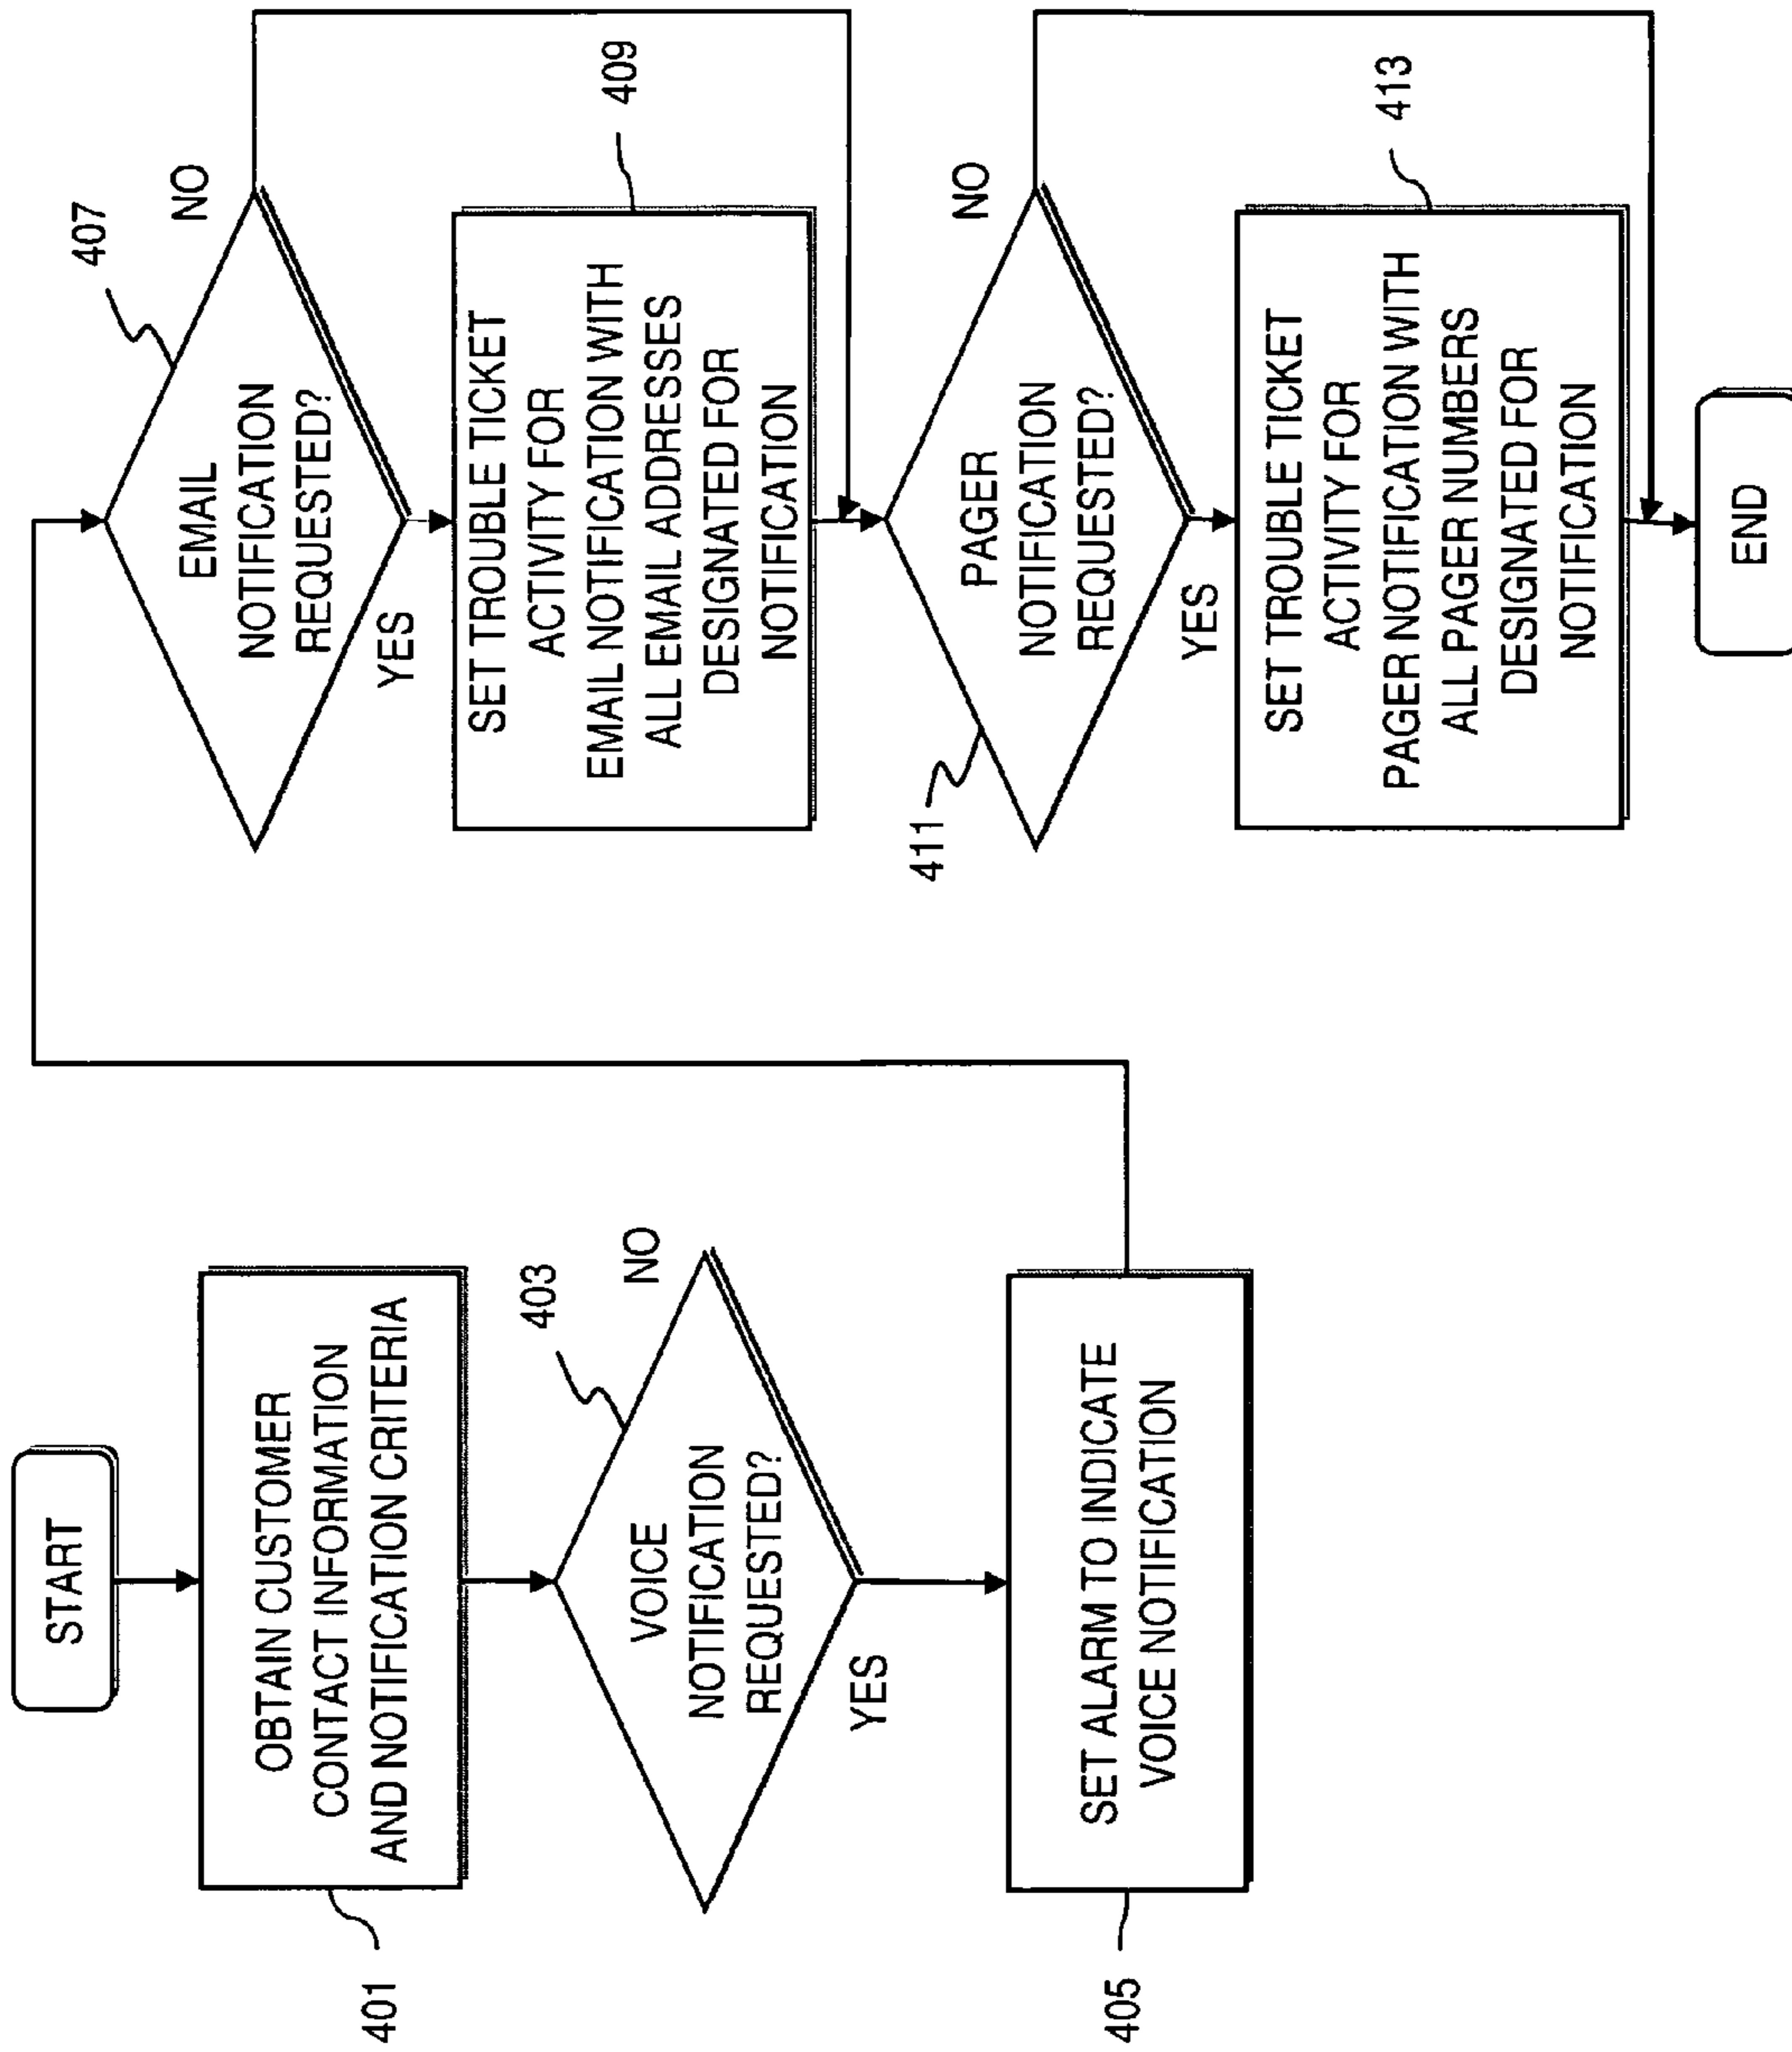 START
OBTAIN CUSTOMER
CONTACT INFORMATION
AND NOTIFICATION CRITERIA
401
VOICE
NOTIFICATION
REQUESTED?
403
NO
YES
SET ALARM TO INDICATE
VOICE NOTIFICATION
405
EMAIL
NOTIFICATION
REQUESTED?
407
NO
YES
SET TROUBLE TICKET
ACTIVITY FOR
EMAIL NOTIFICATION WITH
ALL EMAIL ADDRESSES
DESIGNATED FOR
NOTIFICATION
409
PAGER
NOTIFICATION
REQUESTED?
411
NO
YES
SET TROUBLE TICKET
ACTIVITY FOR
PAGER NOTIFICATION WITH
ALL PAGER NUMBERS
DESIGNATED FOR
NOTIFICATION
413
END